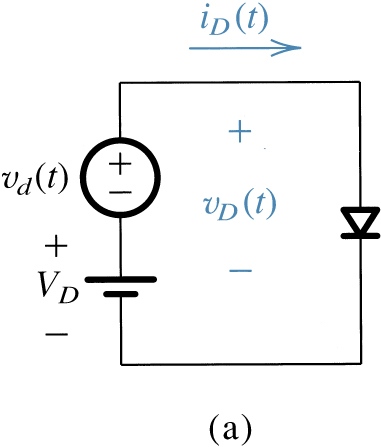 i_D(t)
+
v_d(t)
+
−
v_D(t)
+
V_D
−
−
(a)